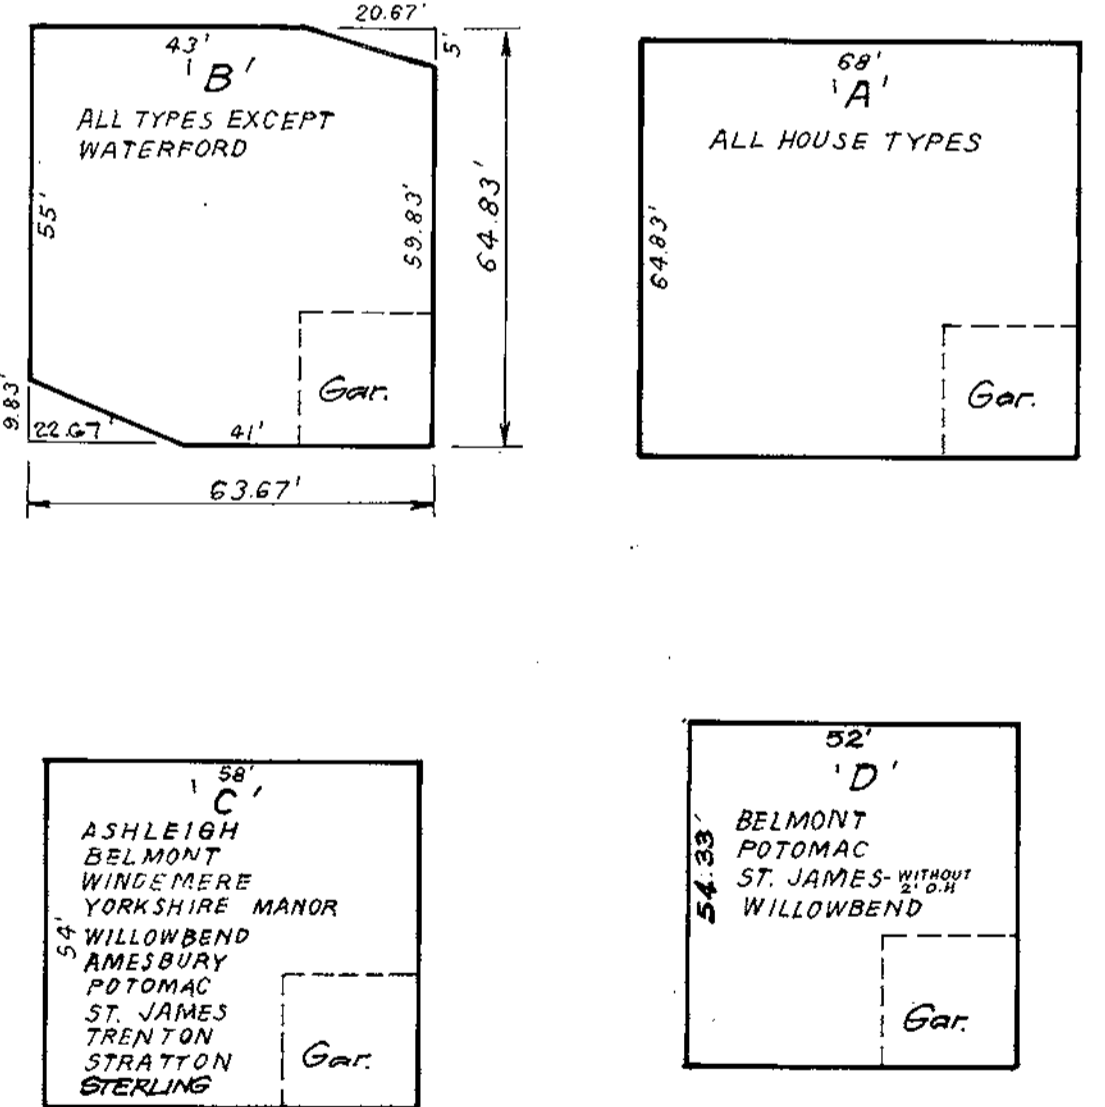 20.67'
43'
5'
'B'
ALL TYPES EXCEPT
WATERFORD
55'
59.83'
64.83'
Gar.
9.83'
22.67'
41'
63.67'
68'
'A'
ALL HOUSE TYPES
64.83'
Gar.
58'
'C'
ASHLEIGH
BELMONT
WINDEMERE
YORKSHIRE MANOR
WILLOWBEND
AMESBURY
POTOMAC
ST. JAMES
TRENTON
STRATTON
STERLING
54'
Gar.
52'
'D'
BELMONT
POTOMAC
ST. JAMES- WITHOUT
2' O.H
WILLOWBEND
54.33'
Gar.